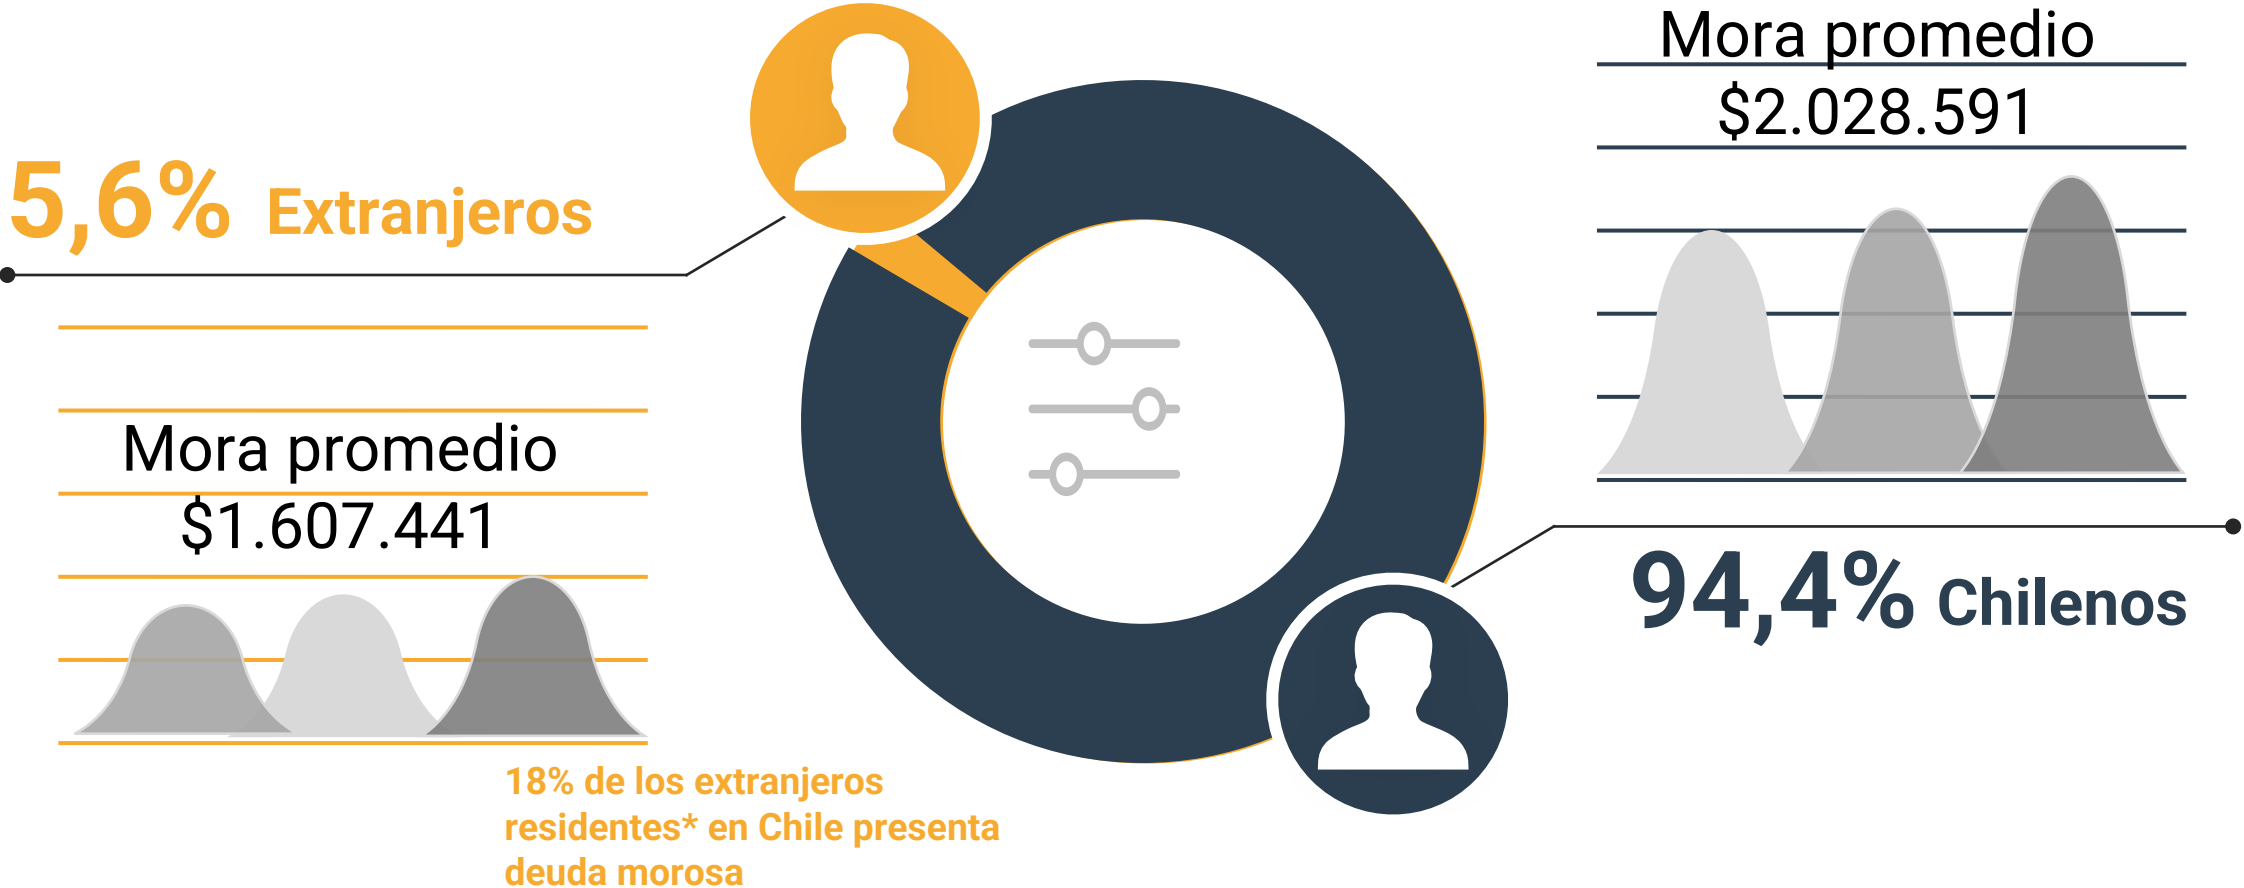 5,6% Extranjeros
Mora promedio
$1.607.441
18% de los extranjeros
residentes* en Chile presenta
deuda morosa
Mora promedio
$2.028.591
94,4% Chilenos